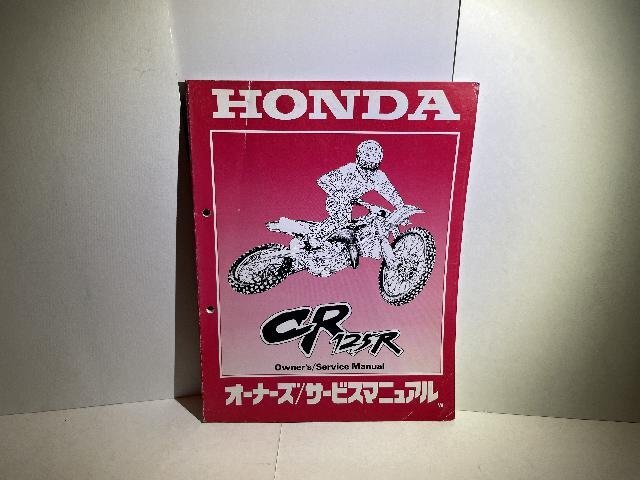 HONDA
CR125R
Owner's/Service Manual
オーナーズ/サービスマニュアル